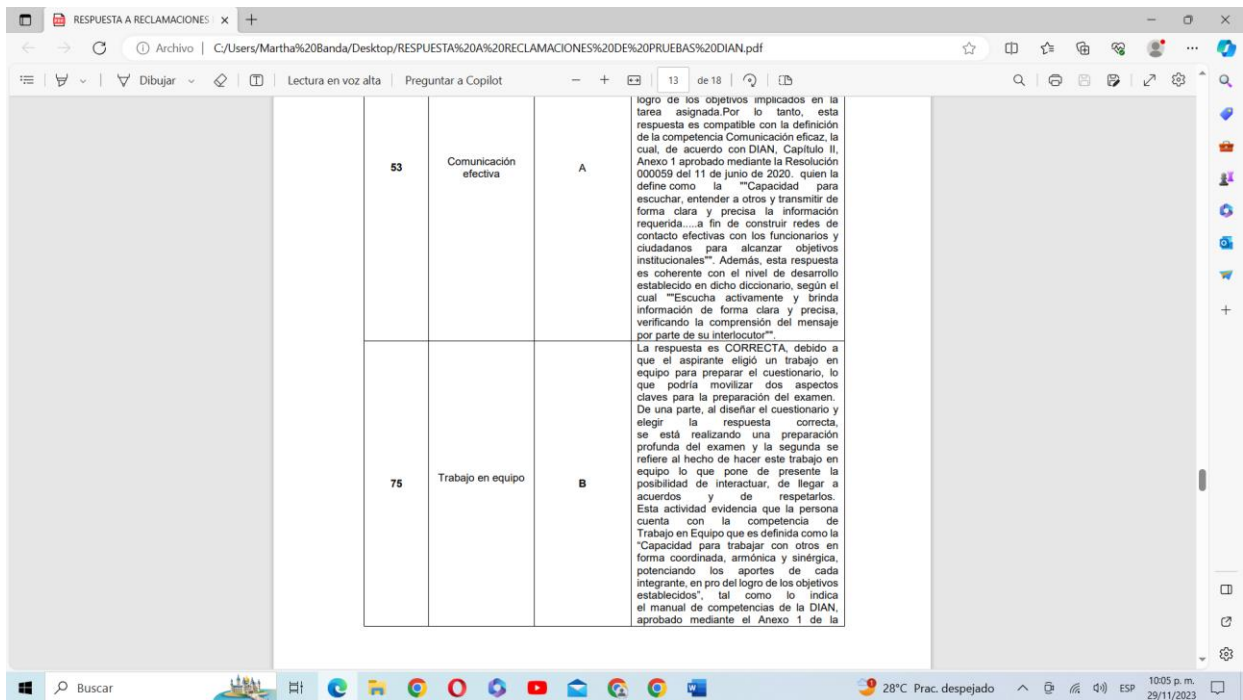 RESPUESTA A RECLAMACIONES
Archivo
C:/Users/Martha%20Banda/Desktop/RESPUESTA%20A%20RECLAMACIONES%20DE%20PRUEBAS%20DIAN.pdf
Dibujar
Lectura en voz alta
Preguntar a Copilot
13 de 18
logro de los objetivos implicados en la
tarea asignada.Por lo tanto, esta
respuesta es compatible con la definición
de la competencia Comunicación eficaz, la
cual, de acuerdo con DIAN, Capítulo II,
Anexo 1 aprobado mediante la Resolución
000059 del 11 de junio de 2020. quien la
define como la ""Capacidad para
escuchar, entender a otros y transmitir de
forma clara y precisa la información
requerida.....a fin de construir redes de
contacto efectivas con los funcionarios y
ciudadanos para alcanzar objetivos
institucionales"". Además, esta respuesta
es coherente con el nivel de desarrollo
establecido en dicho diccionario, según el
cual ""Escucha activamente y brinda
información de forma clara y precisa,
verificando la comprensión del mensaje
por parte de su interlocutor"".
53
Comunicación
efectiva
A
La respuesta es CORRECTA, debido a
que el aspirante eligió un trabajo en
equipo para preparar el cuestionario, lo
que podría movilizar dos aspectos
claves para la preparación del examen.
De una parte, al diseñar el cuestionario y
elegir la respuesta correcta,
se está realizando una preparación
profunda del examen y la segunda se
refiere al hecho de hacer este trabajo en
equipo lo que pone de presente la
posibilidad de interactuar, de llegar a
acuerdos y de respetarlos.
Esta actividad evidencia que la persona
cuenta con la competencia de
Trabajo en Equipo que es definida como la
“Capacidad para trabajar con otros en
forma coordinada, armónica y sinérgica,
potenciando los aportes de cada
integrante, en pro del logro de los objetivos
establecidos”, tal como lo indica
el manual de competencias de la DIAN,
aprobado mediante el Anexo 1 de la
75
Trabajo en equipo
B
Buscar
28°C Prac. despejado
ESP
10:05 p. m.
29/11/2023